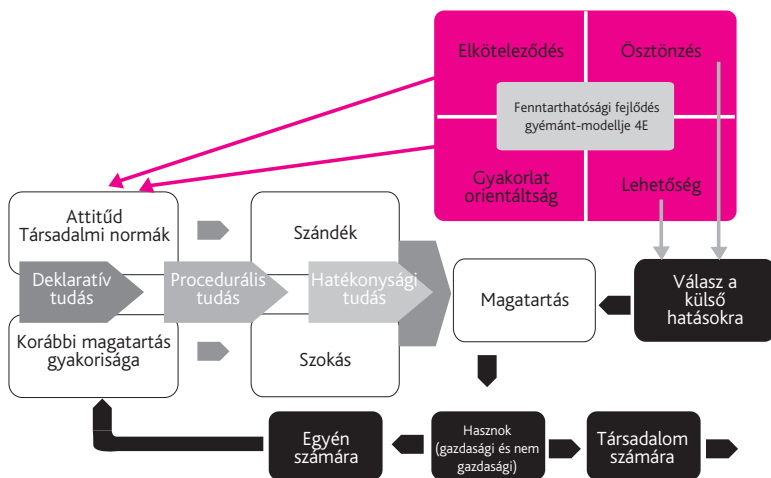 Elköteleződés
Ösztönzés
Fenntarthatósági fejlődés
gyémánt-modellje 4E
Gyakorlat
orientáltság
Lehetőség
Attitűd
Társadalmi normák
Szándék
Deklaratív
tudás
Procedurális
tudás
Hatékonysági
tudás
Magatartás
Válasz a
külső
hatásokra
Korábbi magatartás
gyakorisága
Szokás
Egyén
számára
Hasznok
(gazdasági és nem
gazdasági)
Társadalom
számára